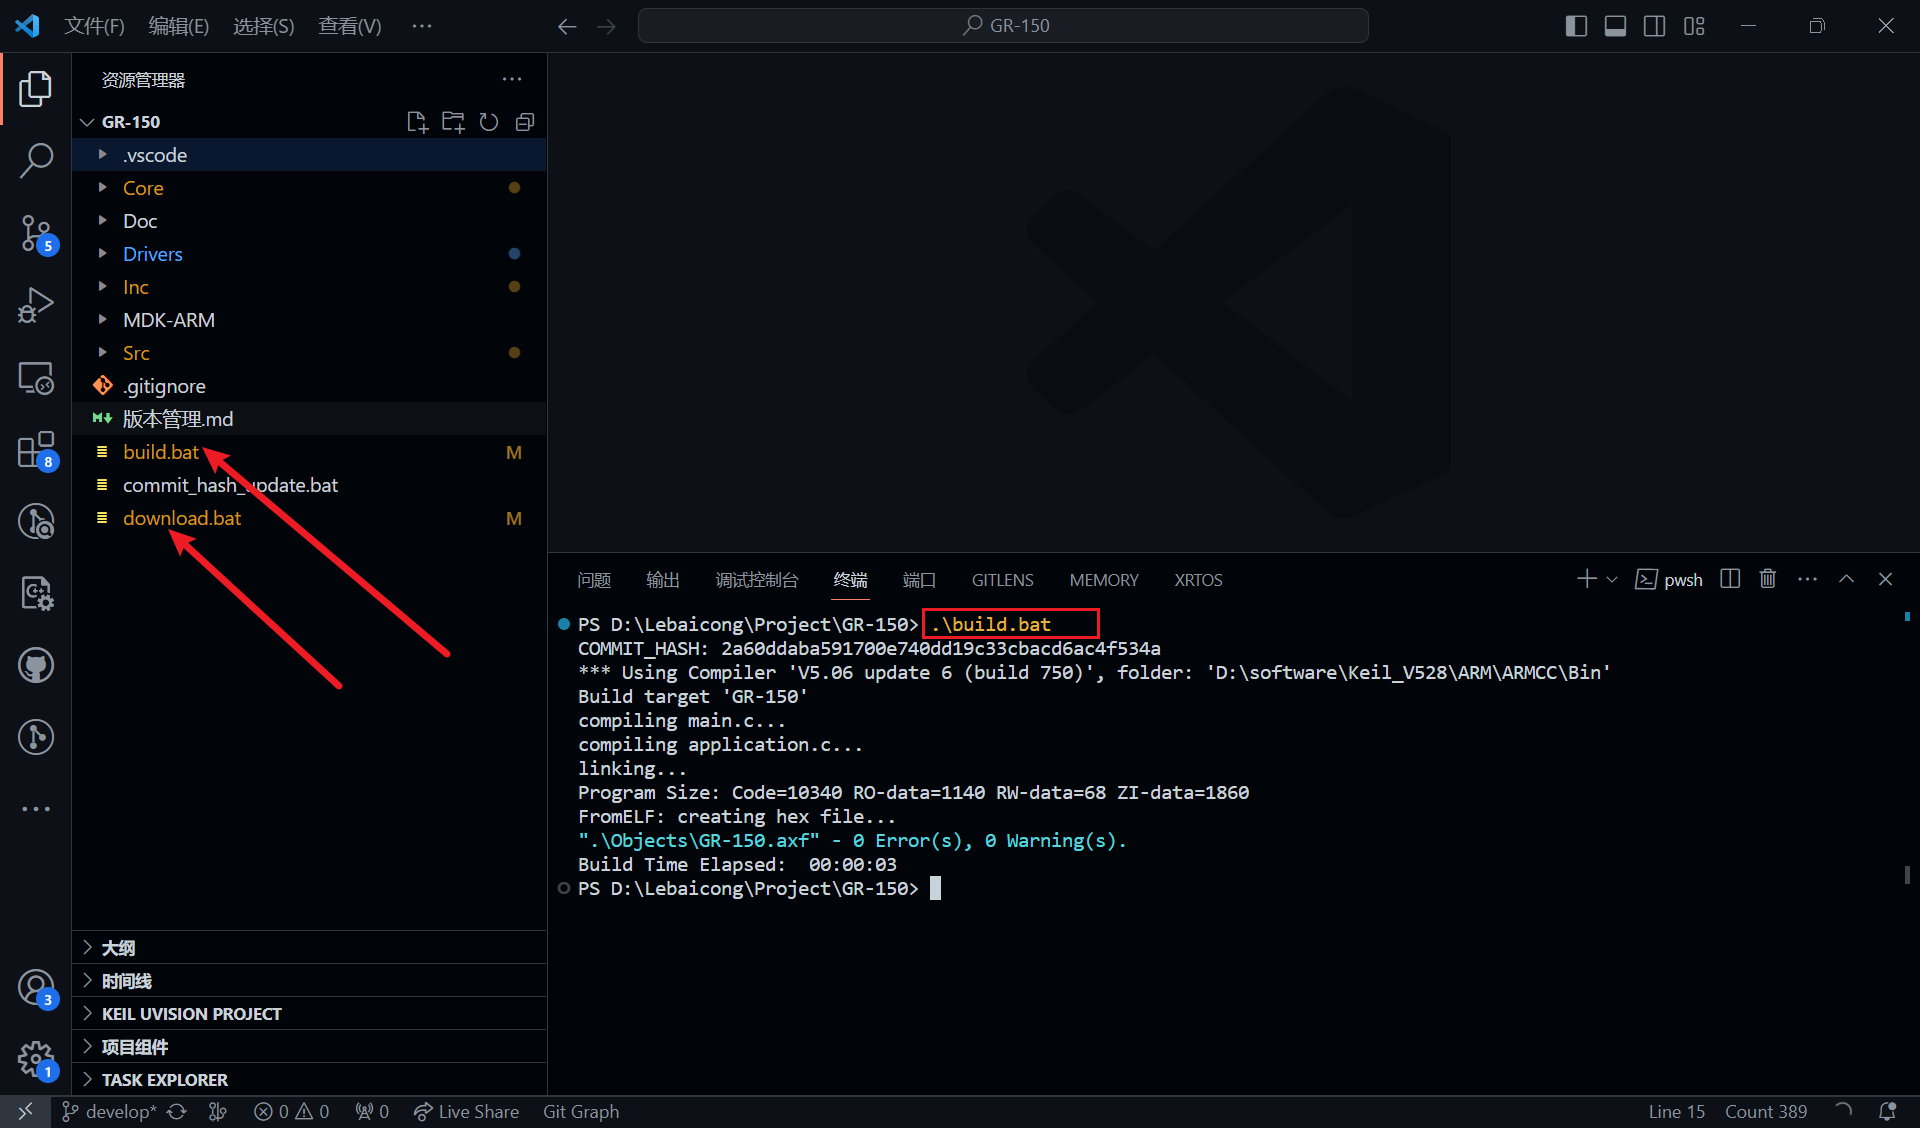 文件(F) 编辑(E) 选择(S) 查看(V) ··· GR-150
资源管理器 ···
GR-150
.vscode
Core
Doc
Drivers
Inc
MDK-ARM
Src
.gitignore
版本管理.md
build.bat M
commit_hash_update.bat
download.bat M
5
8
大纲
时间线
KEIL UVISION PROJECT
项目组件
TASK EXPLORER
3
1
问题 输出 调试控制台 终端 端口 GITLENS MEMORY XRTOS pwsh
PS D:\Lebaicong\Project\GR-150> .\build.bat
COMMIT_HASH: 2a60ddaba591700e740dd19c33cbacd6ac4f534a
*** Using Compiler 'V5.06 update 6 (build 750)', folder: 'D:\software\Keil_V528\ARM\ARMCC\Bin'
Build target 'GR-150'
compiling main.c...
compiling application.c...
linking...
Program Size: Code=10340 RO-data=1140 RW-data=68 ZI-data=1860
FromELF: creating hex file...
".\Objects\GR-150.axf" - 0 Error(s), 0 Warning(s).
Build Time Elapsed:  00:00:03
PS D:\Lebaicong\Project\GR-150>
develop* 0 0 0 Live Share Git Graph Line 15 Count 389